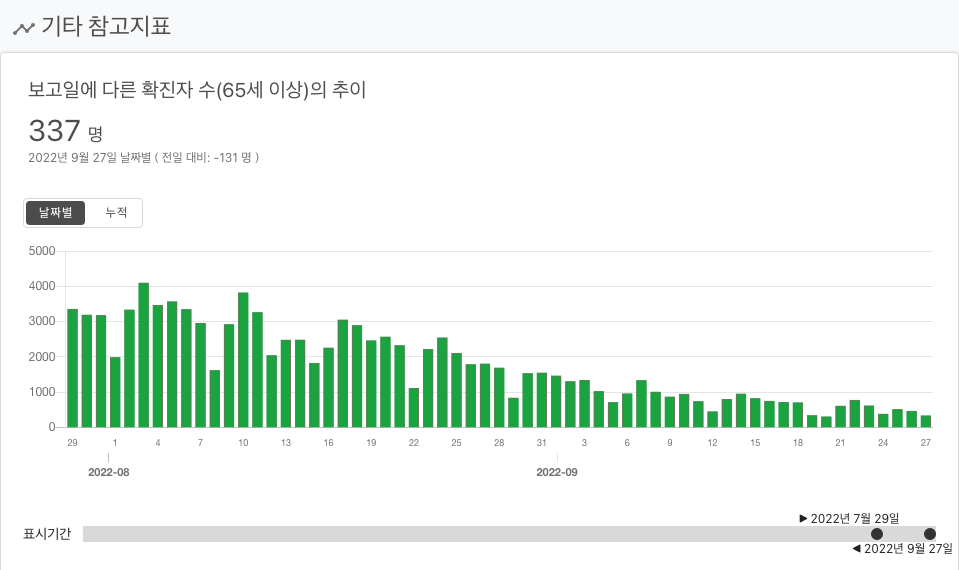 기타 참고지표
보고일에 다른 확진자 수(65세 이상)의 추이
337 명
2022년 9월 27일 날짜별 ( 전일 대비: -131 명 )
날짜별 누적
5000
4000
3000
2000
1000
0
29 1 4 7 10 13 16 19 22 25 28 31 3 6 9 12 15 18 21 24 27
2022-08 2022-09
▶ 2022년 7월 29일
표시기간
◀ 2022년 9월 27일